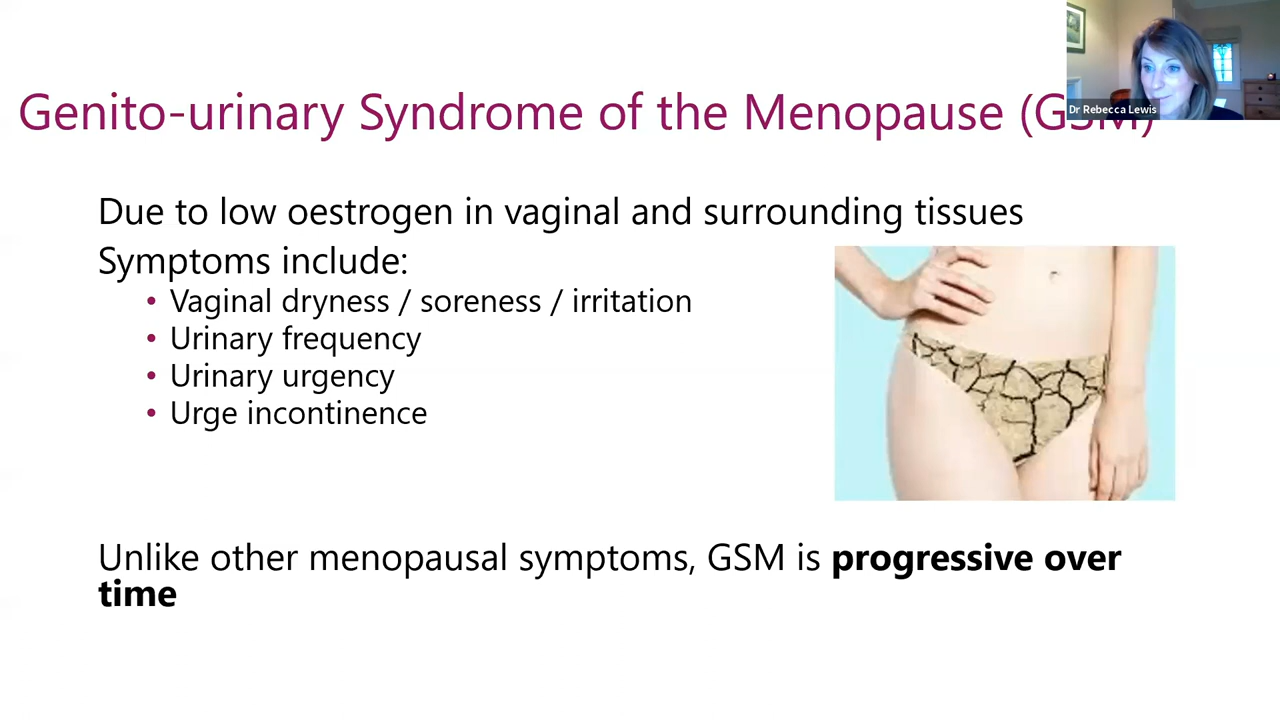 Genito-urinary Syndrome of the Menopause (GSM)
Dr Rebecca Lewis
Due to low oestrogen in vaginal and surrounding tissues
Symptoms include:
• Vaginal dryness / soreness / irritation
• Urinary frequency
• Urinary urgency
• Urge incontinence
Unlike other menopausal symptoms, GSM is progressive over
time